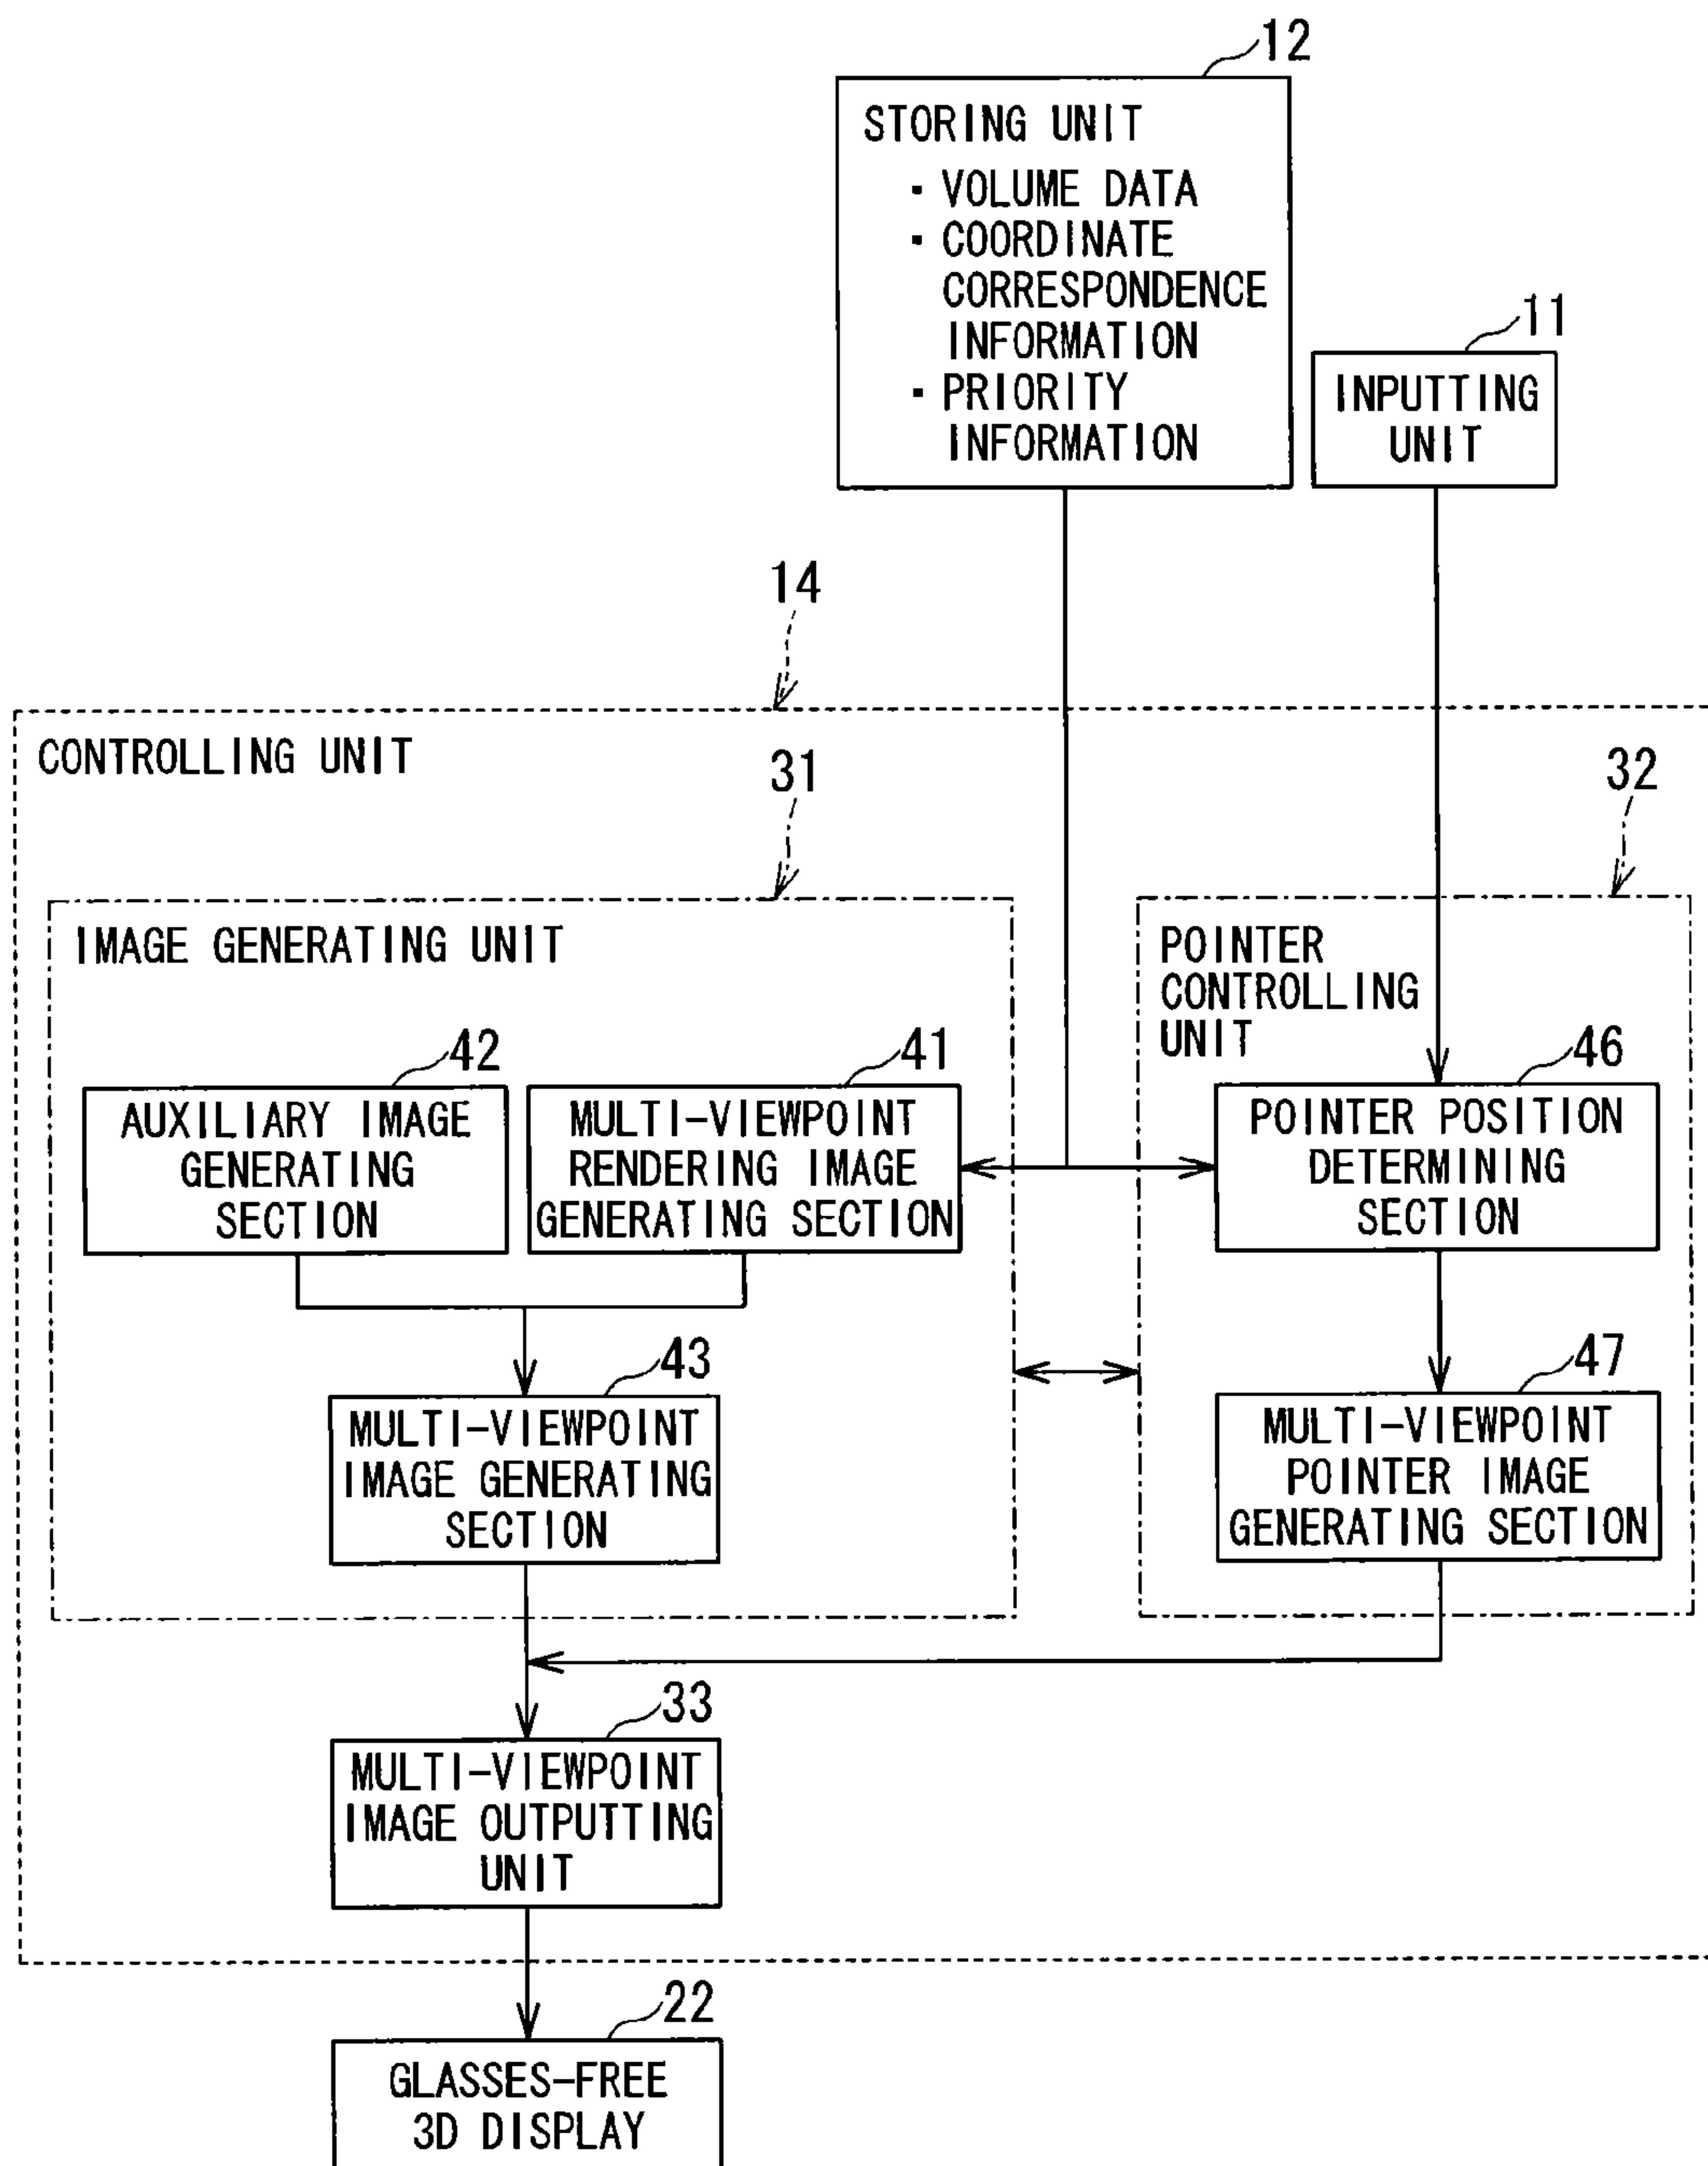 12
STORING UNIT
· VOLUME DATA
· COORDINATE
CORRESPONDENCE
INFORMATION
· PRIORITY
INFORMATION
11
INPUTTING
UNIT
14
CONTROLLING UNIT
31
32
IMAGE GENERATING UNIT
POINTER
CONTROLLING
UNIT
42
AUXILIARY IMAGE
GENERATING
SECTION
41
MULTI-VIEWPOINT
RENDERING IMAGE
GENERATING SECTION
46
POINTER POSITION
DETERMINING
SECTION
43
MULTI-VIEWPOINT
IMAGE GENERATING
SECTION
47
MULTI-VIEWPOINT
POINTER IMAGE
GENERATING SECTION
33
MULTI-VIEWPOINT
IMAGE OUTPUTTING
UNIT
22
GLASSES-FREE
3D DISPLAY